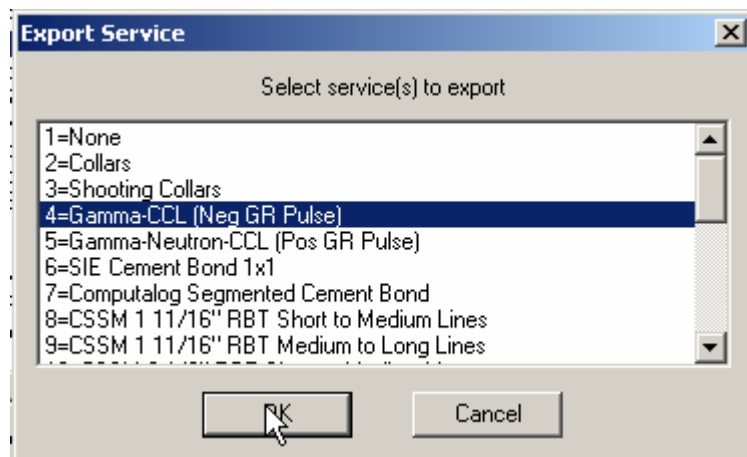 Export Service
Select service(s) to export
1=None
2=Collars
3=Shooting Collars
4=Gamma-CCL (Neg GR Pulse)
5=Gamma-Neutron-CCL (Pos GR Pulse)
6=SIE Cement Bond 1x1
7=Computalog Segmented Cement Bond
8=CSSM 1 11/16" RBT Short to Medium Lines
9=CSSM 1 11/16" RBT Medium to Long Lines
OK
Cancel